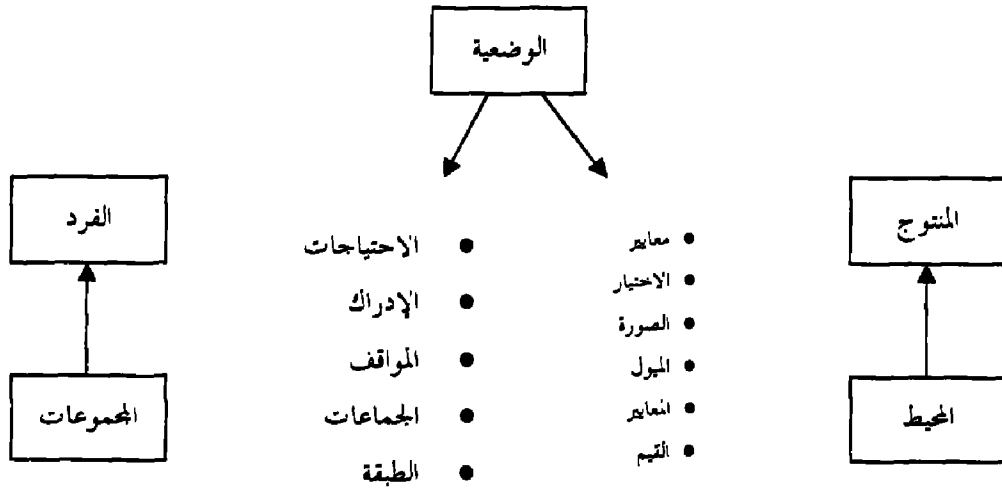 الوضعية
المنتوج
الفرد
• معايير
• الاختيار
• الصورة
• الميول
• المعايير
• القيم
• الاحتياجات
• الإدراك
• المواقف
• الجماعات
• الطبقة
المحيط
المجموعات